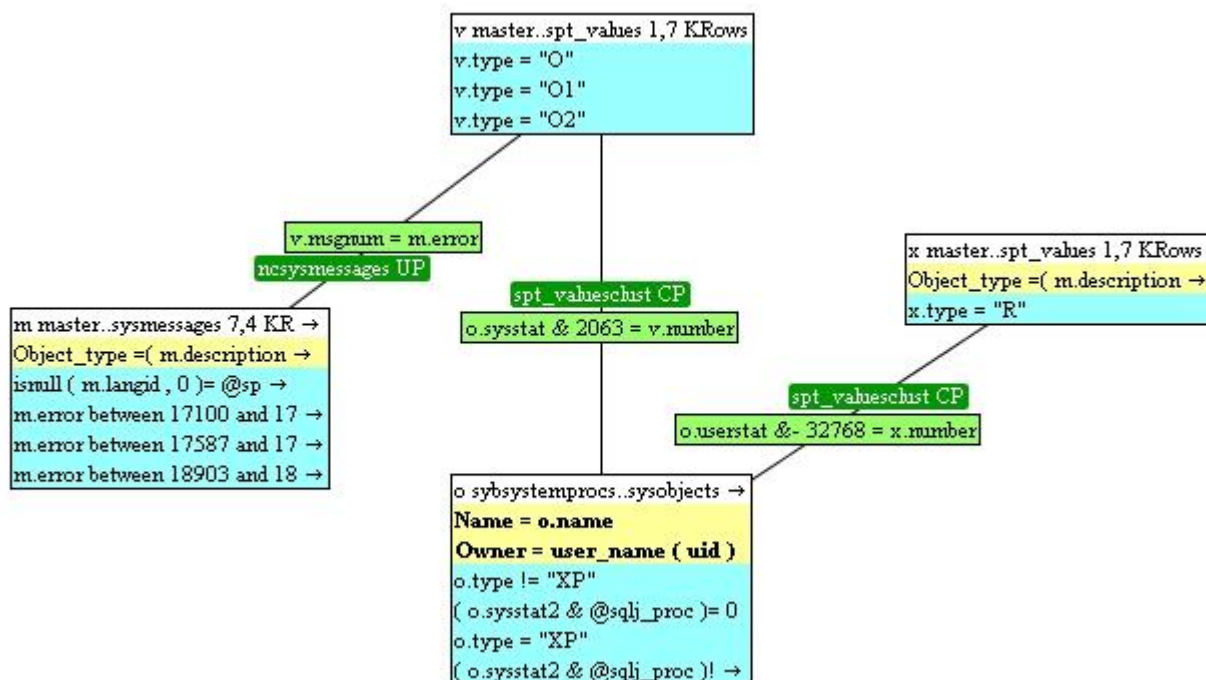 v master..spt_values 1,7 KRows
v.type = "O"
v.type = "O1"
v.type = "O2"
v.msgnum = m.error
ncsysmessages UP
x master..spt_values 1,7 KRows
Object_type =( m.description →
x.type = "R"
spt_valuesclust CP
o.sysstat & 2063 = v.number
m master..sysmessages 7,4 KR →
Object_type =( m.description →
isnull ( m.langid , 0 )= @sp →
m.error between 17100 and 17 →
m.error between 17587 and 17 →
m.error between 18903 and 18 →
spt_valuesclust CP
o.userstat &- 32768 = x.number
o sybsystemprocs..sysobjects →
Name = o.name
Owner = user_name ( uid )
o.type != "XP"
( o.sysstat2 & @sqlj_proc )= 0
o.type = "XP"
( o.sysstat2 & @sqlj_proc )! →